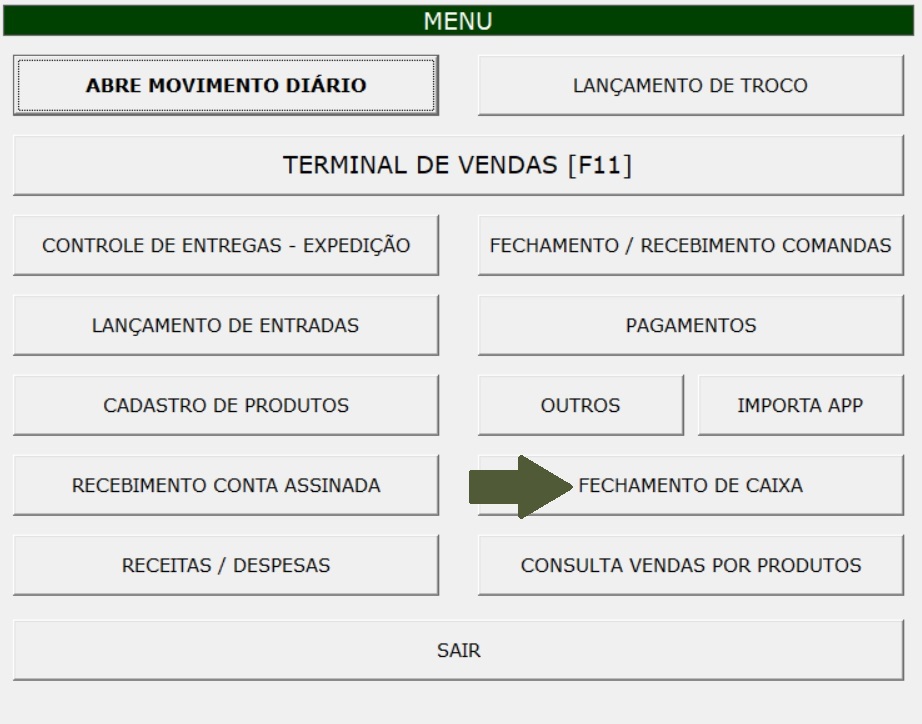 MENU
ABRE MOVIMENTO DIÁRIO
LANÇAMENTO DE TROCO
TERMINAL DE VENDAS [F11]
CONTROLE DE ENTREGAS - EXPEDIÇÃO
FECHAMENTO / RECEBIMENTO COMANDAS
LANÇAMENTO DE ENTRADAS
PAGAMENTOS
CADASTRO DE PRODUTOS
OUTROS
IMPORTA APP
RECEBIMENTO CONTA ASSINADA
FECHAMENTO DE CAIXA
RECEITAS / DESPESAS
CONSULTA VENDAS POR PRODUTOS
SAIR